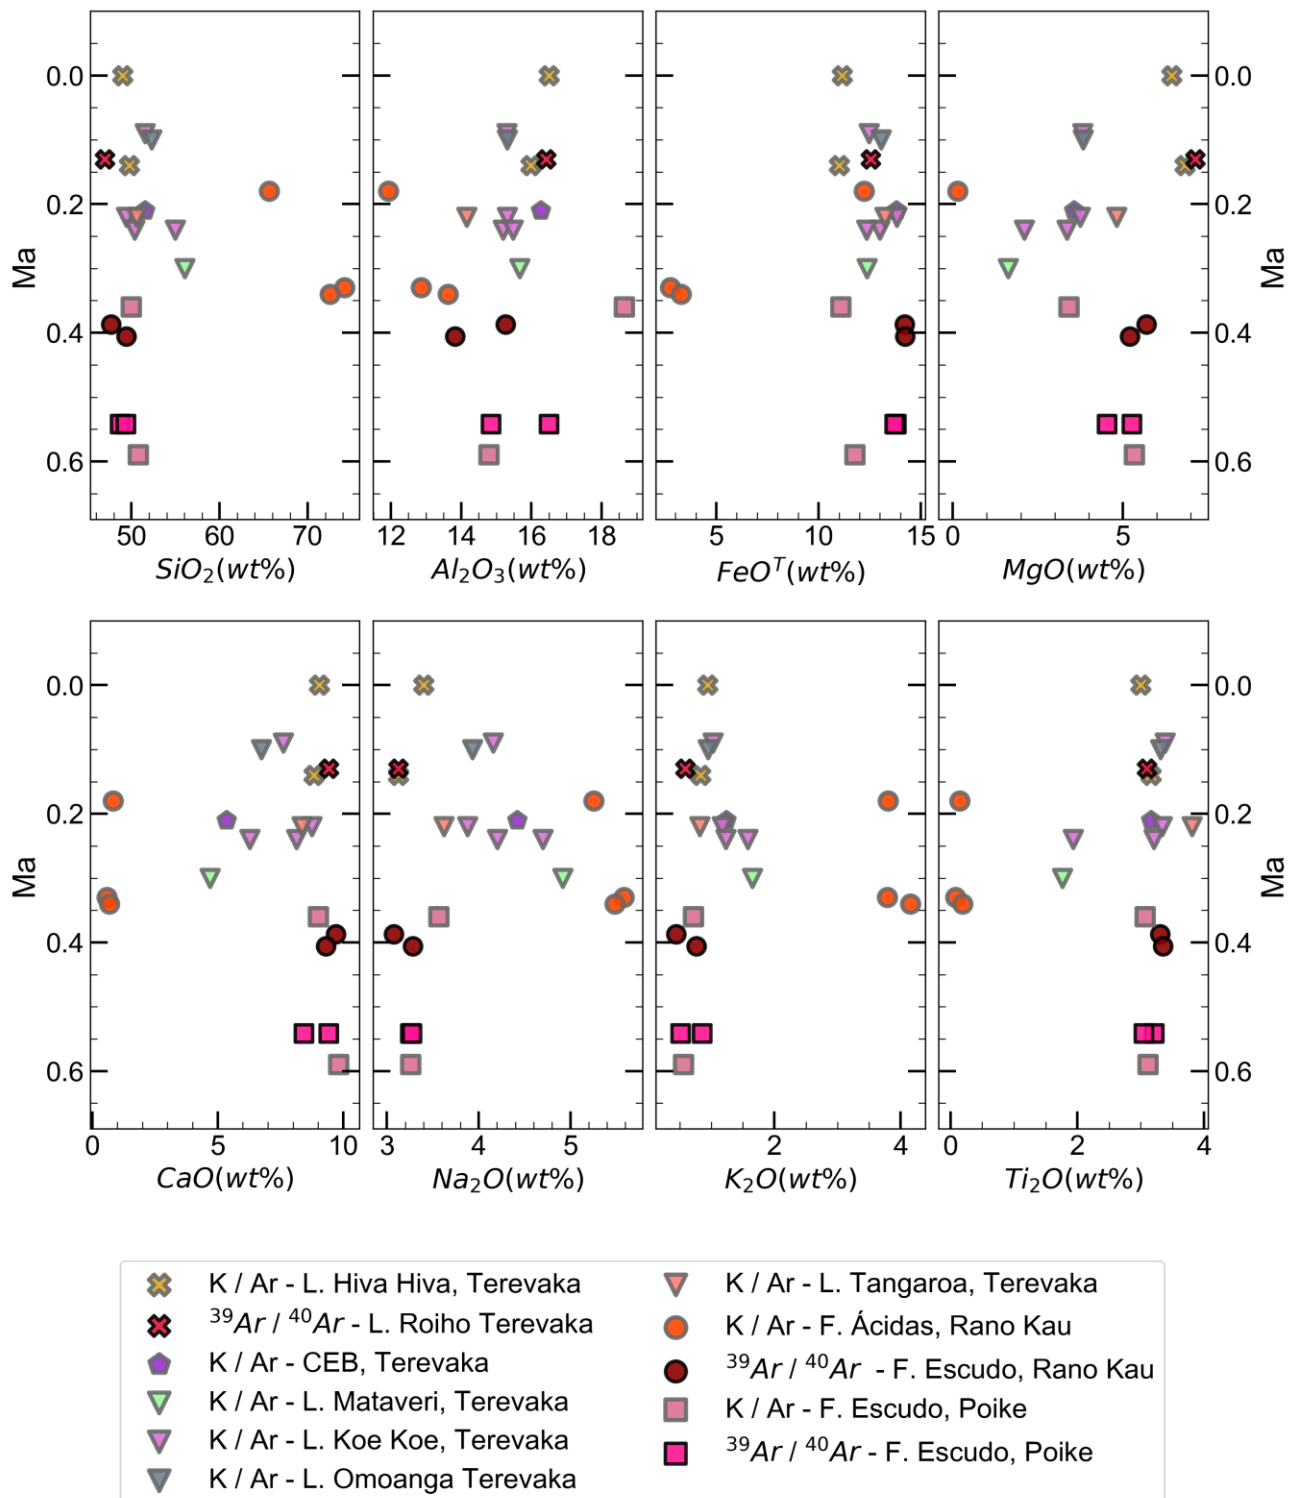 0.0
0.2
0.4
0.6
Ma
Ma
50 60 70
12 14 16 18
5 10 15
0 5
0.0
0.2
0.4
0.6
SiO₂(wt%)
Al₂O₃(wt%)
FeOᵀ(wt%)
MgO(wt%)
0.0
0.2
0.4
0.6
Ma
Ma
0 5 10
3 4 5
2 4
0 2 4
0.0
0.2
0.4
0.6
CaO(wt%)
Na₂O(wt%)
K₂O(wt%)
Ti₂O(wt%)
K / Ar - L. Hiva Hiva, Terevaka
³⁹Ar / ⁴⁰Ar - L. Roiho Terevaka
K / Ar - CEB, Terevaka
K / Ar - L. Mataveri, Terevaka
K / Ar - L. Koe Koe, Terevaka
K / Ar - L. Omoanga Terevaka
K / Ar - L. Tangaroa, Terevaka
K / Ar - F. Ácidas, Rano Kau
³⁹Ar / ⁴⁰Ar - F. Escudo, Rano Kau
K / Ar - F. Escudo, Poike
³⁹Ar / ⁴⁰Ar - F. Escudo, Poike